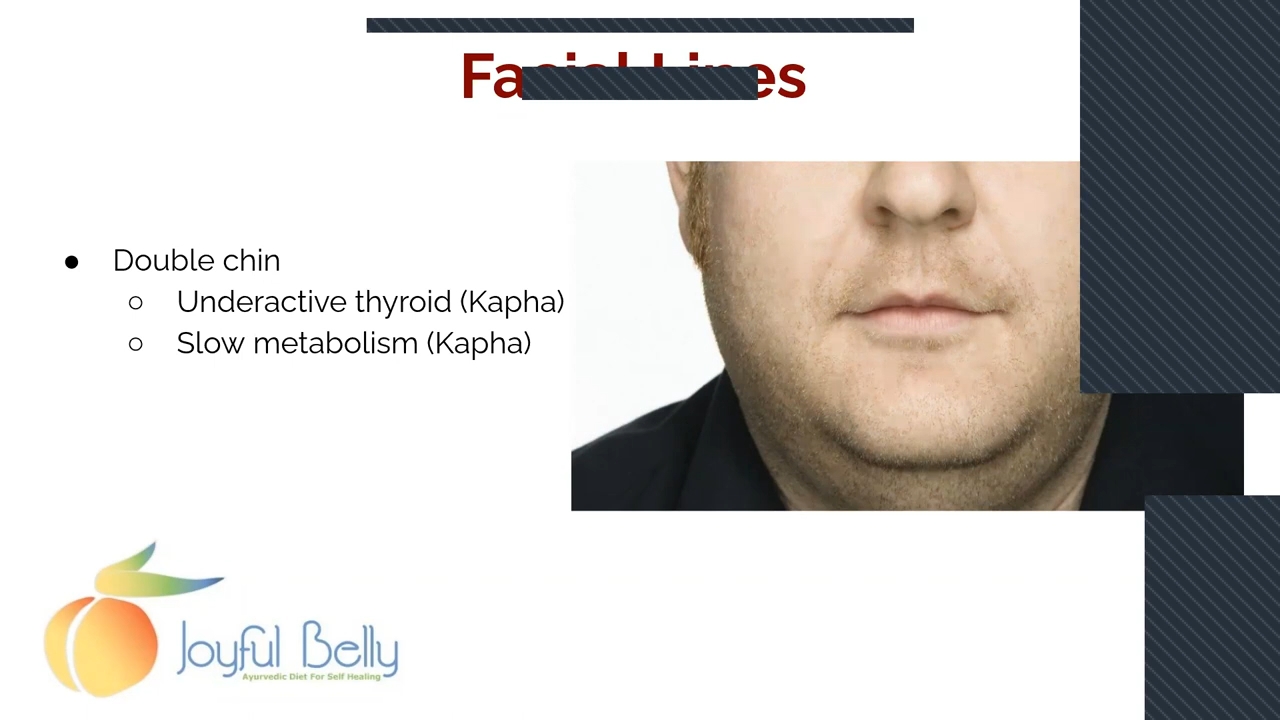 ● Double chin
○ Underactive thyroid (Kapha)
○ Slow metabolism (Kapha)
Joyful Belly
Ayurvedic Diet For Self Healing